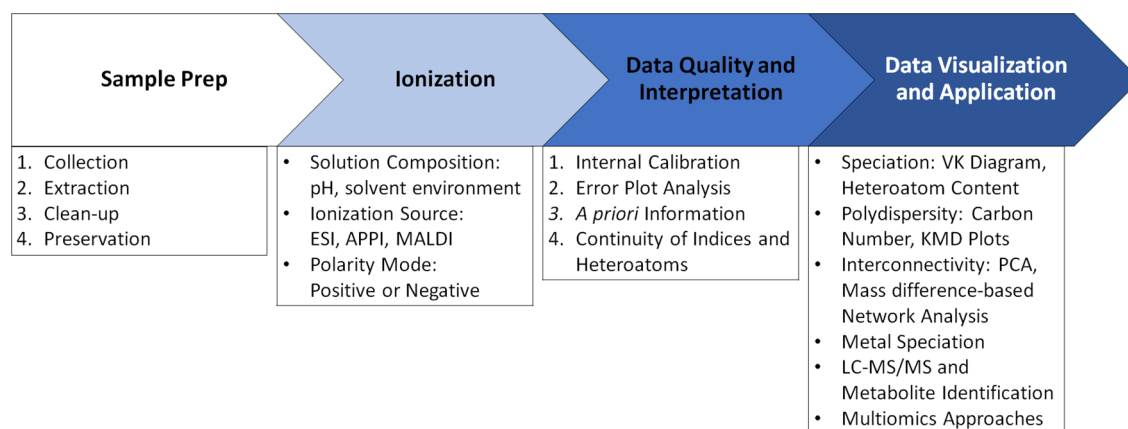 Sample Prep
Ionization
Data Quality and
Interpretation
Data Visualization
and Application
1. Collection
2. Extraction
3. Clean-up
4. Preservation
• Solution Composition:
pH, solvent environment
• Ionization Source:
ESI, APPI, MALDI
• Polarity Mode:
Positive or Negative
1. Internal Calibration
2. Error Plot Analysis
3. A priori Information
4. Continuity of Indices and
Heteroatoms
• Speciation: VK Diagram,
Heteroatom Content
• Polydispersity: Carbon
Number, KMD Plots
• Interconnectivity: PCA,
Mass difference-based
Network Analysis
• Metal Speciation
• LC-MS/MS and
Metabolite Identification
• Multiomics Approaches